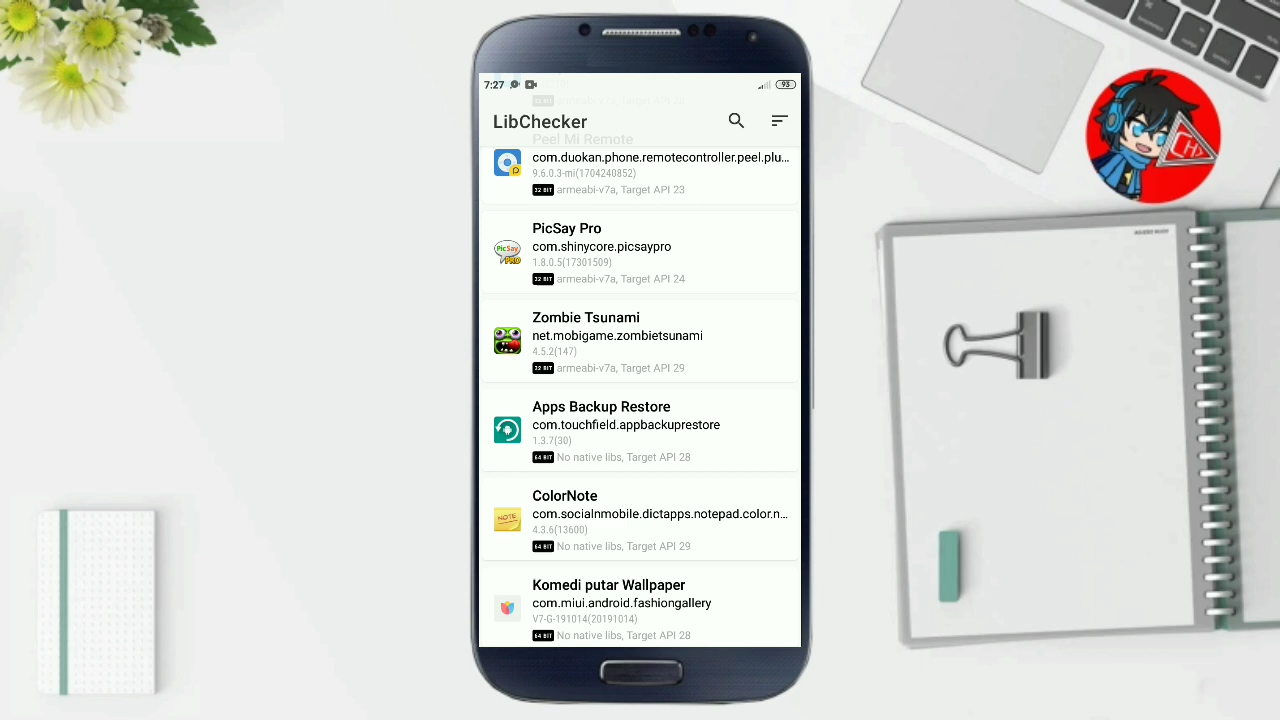 7:27
93
LibChecker
Peel Mi Remote
com.duokan.phone.remotecontroller.peel.plu...
9.6.0.3-mi(1704240852)
32 BIT armeabi-v7a, Target API 23
PicSay Pro
com.shinycore.picsaypro
1.8.0.5(17301509)
32 BIT armeabi-v7a, Target API 24
PicSay
PRO
Zombie Tsunami
net.mobigame.zombietsunami
4.5.2(147)
32 BIT armeabi-v7a, Target API 29
Apps Backup Restore
com.touchfield.appbackuprestore
1.3.7(30)
64 BIT No native libs, Target API 28
ColorNote
com.socialnmobile.dictapps.notepad.color.n...
NOTE
4.3.6(13600)
64 BIT No native libs, Target API 29
Komedi putar Wallpaper
com.miui.android.fashiongallery
V7-G-191014(20191014)
64 BIT No native libs, Target API 28